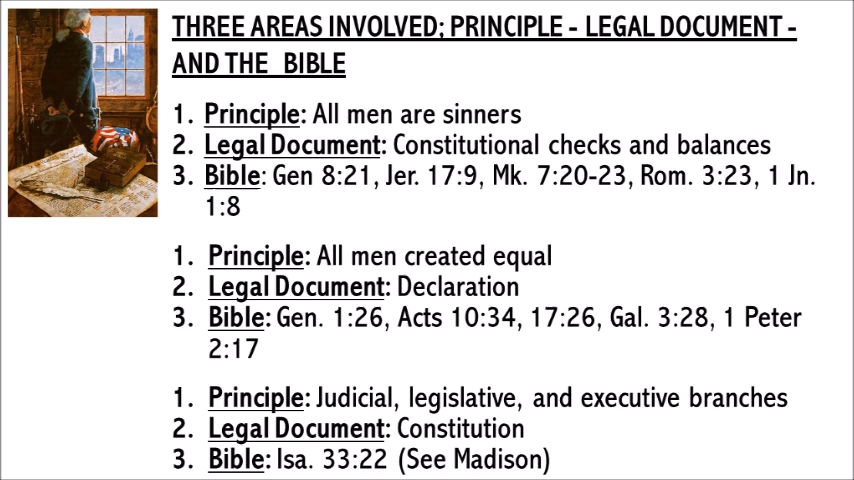 THREE AREAS INVOLVED; PRINCIPLE - LEGAL DOCUMENT -
AND THE BIBLE
1. Principle: All men are sinners
2. Legal Document: Constitutional checks and balances
3. Bible: Gen 8:21, Jer. 17:9, Mk. 7:20-23, Rom. 3:23, 1 Jn.
1:8
1. Principle: All men created equal
2. Legal Document: Declaration
3. Bible: Gen. 1:26, Acts 10:34, 17:26, Gal. 3:28, 1 Peter
2:17
1. Principle: Judicial, legislative, and executive branches
2. Legal Document: Constitution
3. Bible: Isa. 33:22 (See Madison)